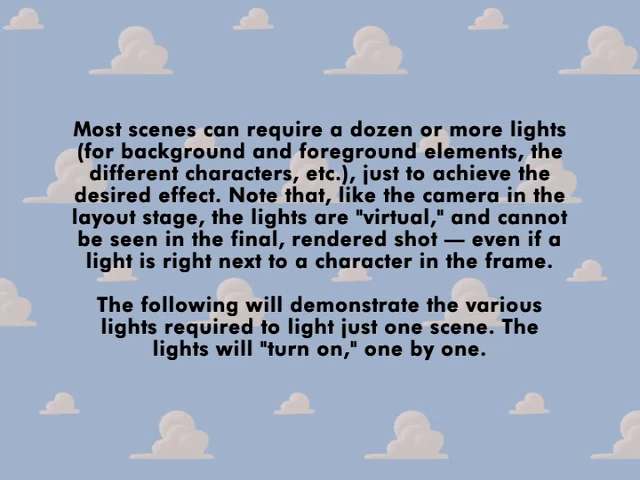 Most scenes can require a dozen or more lights
(for background and foreground elements, the
different characters, etc.), just to achieve the
desired effect. Note that, like the camera in the
layout stage, the lights are "virtual," and cannot
be seen in the final, rendered shot — even if a
light is right next to a character in the frame.
The following will demonstrate the various
lights required to light just one scene. The
lights will "turn on," one by one.